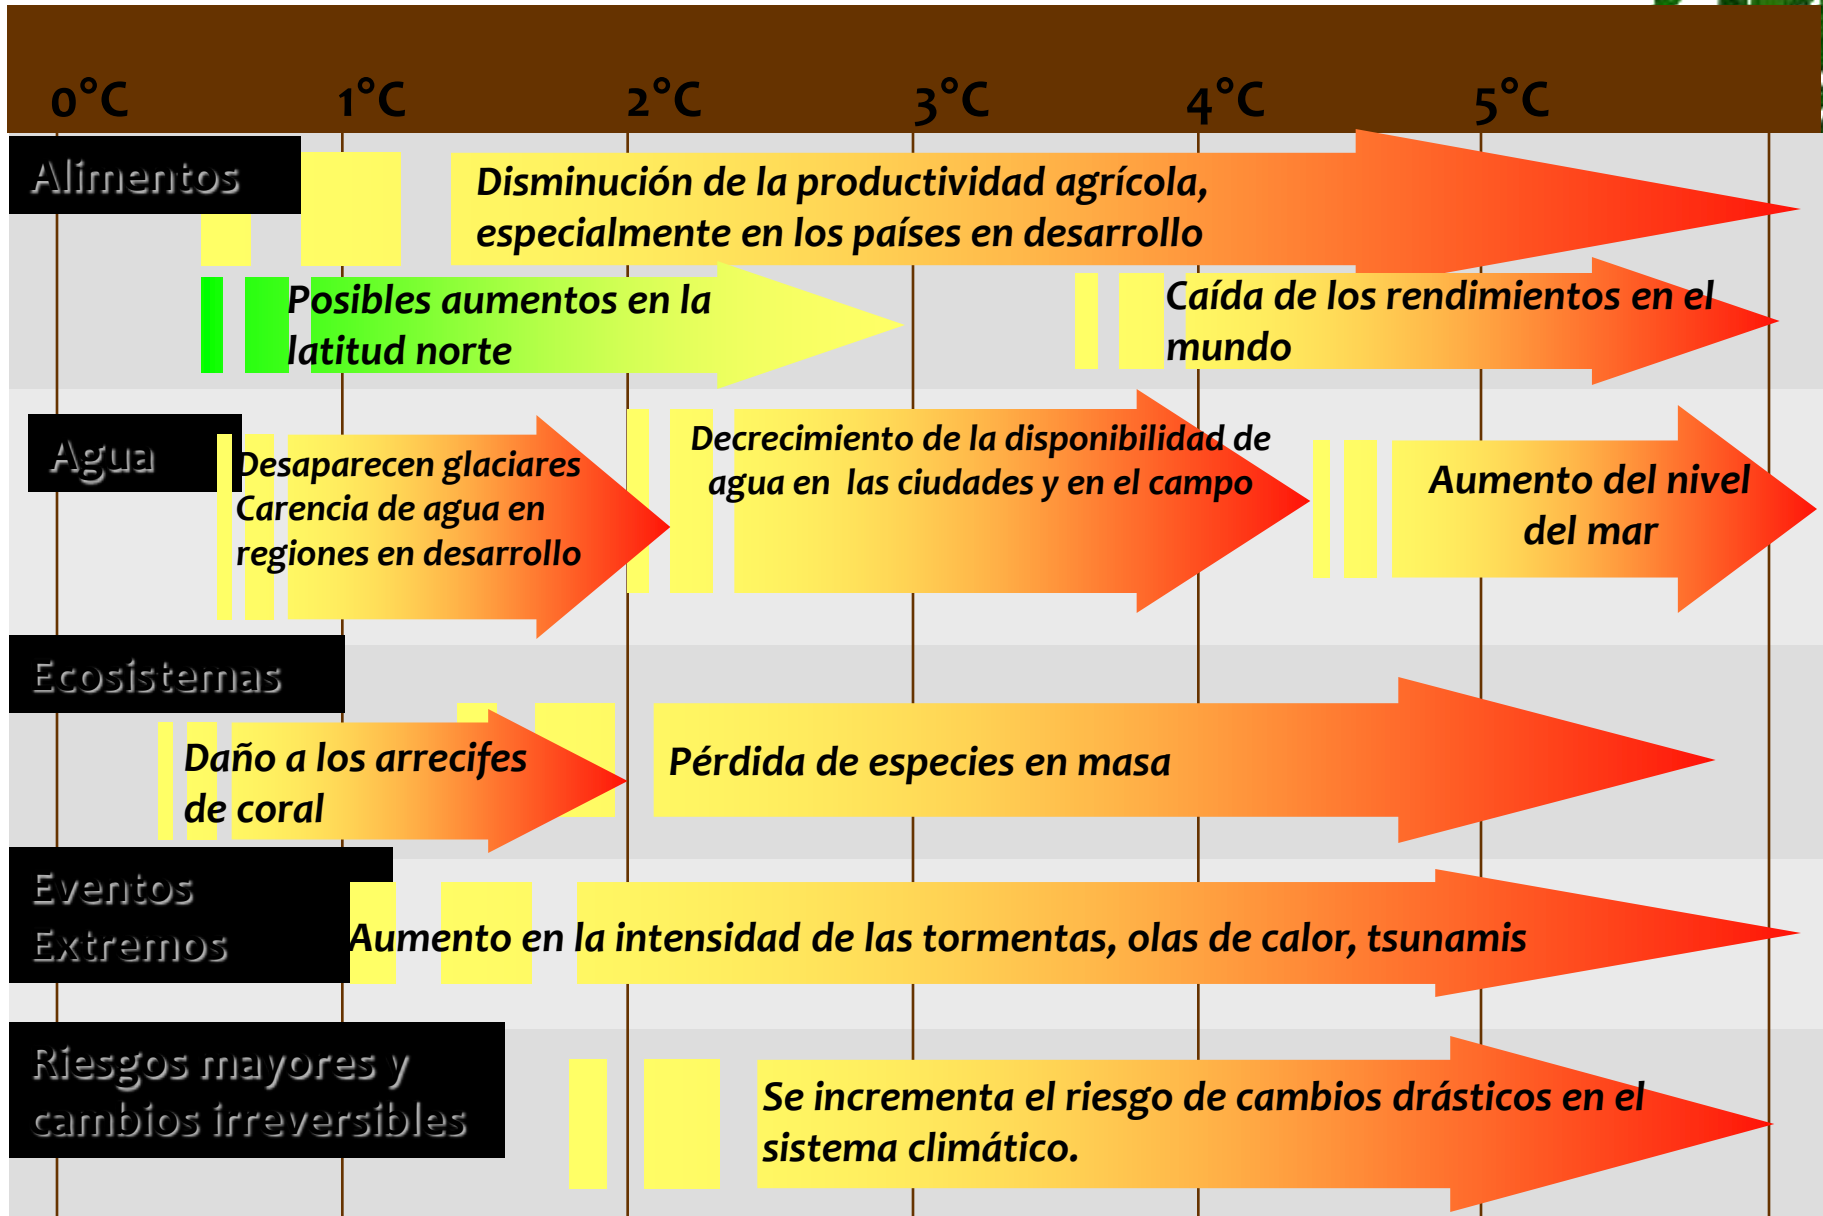 0°C 1°C 2°C 3°C 4°C 5°C
Alimentos
Disminución de la productividad agrícola,
especialmente en los países en desarrollo
Posibles aumentos en la
latitud norte
Caída de los rendimientos en el
mundo
Agua
Desaparecen glaciares
Carencia de agua en
regiones en desarrollo
Decrecimiento de la disponibilidad de
agua en las ciudades y en el campo
Aumento del nivel
del mar
Ecosistemas
Daño a los arrecifes
de coral
Pérdida de especies en masa
Eventos
Extremos
Aumento en la intensidad de las tormentas, olas de calor, tsunamis
Riesgos mayores y
cambios irreversibles
Se incrementa el riesgo de cambios drásticos en el
sistema climático.